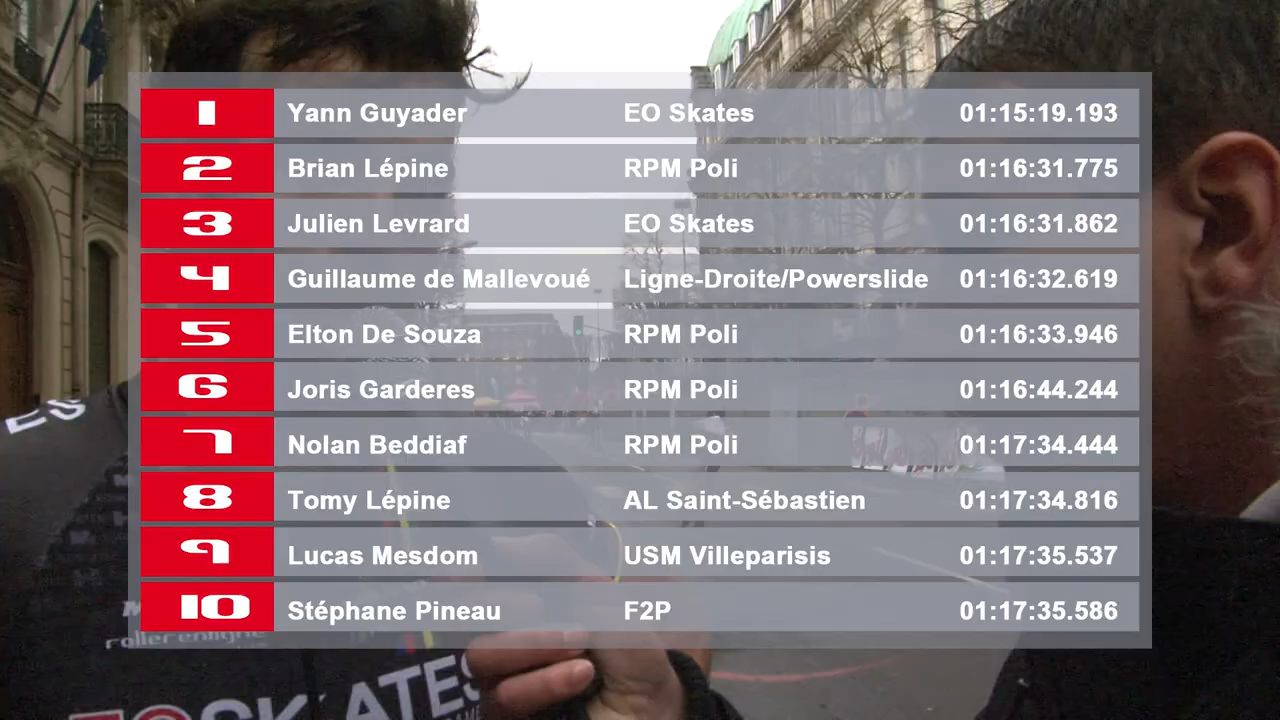 1 Yann Guyader EO Skates 01:15:19.193
2 Brian Lépine RPM Poli 01:16:31.775
3 Julien Levrard EO Skates 01:16:31.862
4 Guillaume de Mallevoué Ligne-Droite/Powerslide 01:16:32.619
5 Elton De Souza RPM Poli 01:16:33.946
6 Joris Garderes RPM Poli 01:16:44.244
7 Nolan Beddiaf RPM Poli 01:17:34.444
8 Tomy Lépine AL Saint-Sébastien 01:17:34.816
9 Lucas Mesdom USM Villeparisis 01:17:35.537
10 Stéphane Pineau F2P 01:17:35.586
rollerenligne
EOSKATES